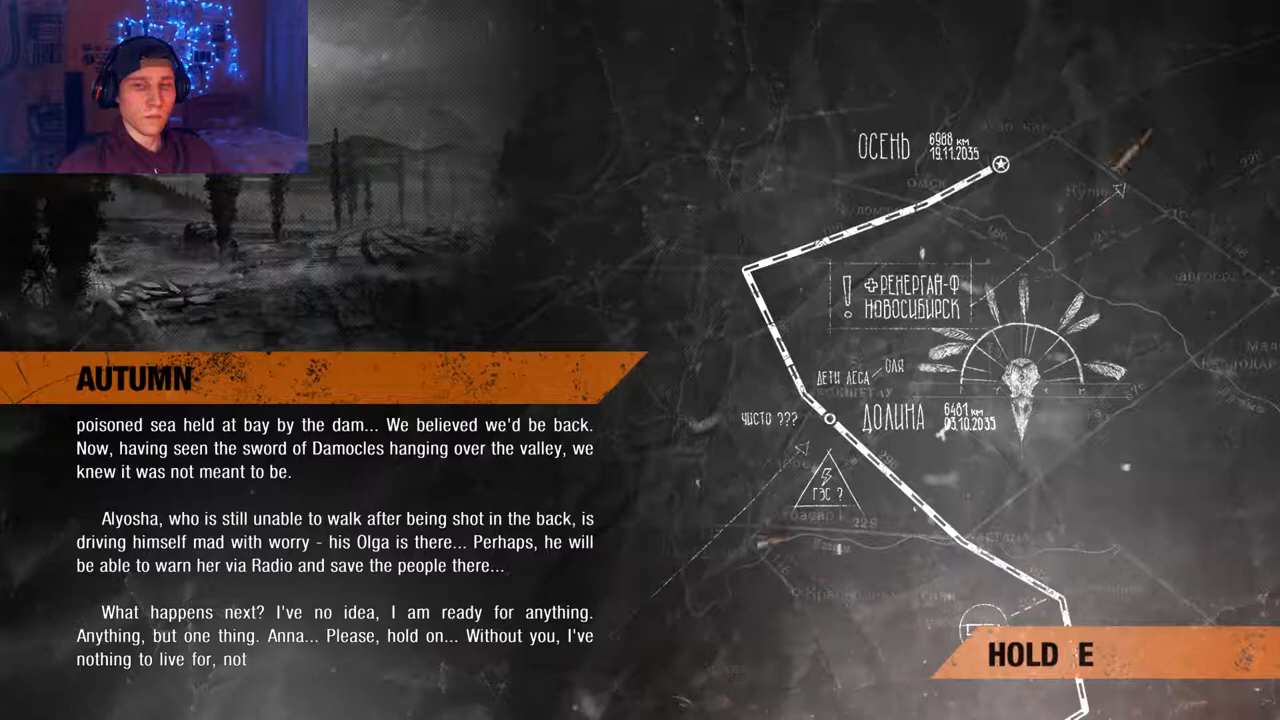 ОСЕНЬ 6988 км
19.11.2035
ОМСК
! РЕНЕРГАН-Ф
НОВОСИБИРСК
ДЕТИ ЛЕСА ОЛЯ
ЧИСТО ???
ДОЛИНА 6481 км
03.10.2035
ГЭС ?
228
AUTUMN
poisoned sea held at bay by the dam... We believed we'd be back.
Now, having seen the sword of Damocles hanging over the valley, we
knew it was not meant to be.
Alyosha, who is still unable to walk after being shot in the back, is
driving himself mad with worry - his Olga is there... Perhaps, he will
be able to warn her via Radio and save the people there...
What happens next? I've no idea, I am ready for anything.
Anything, but one thing. Anna... Please, hold on... Without you, I've
nothing to live for, not
HOLD E